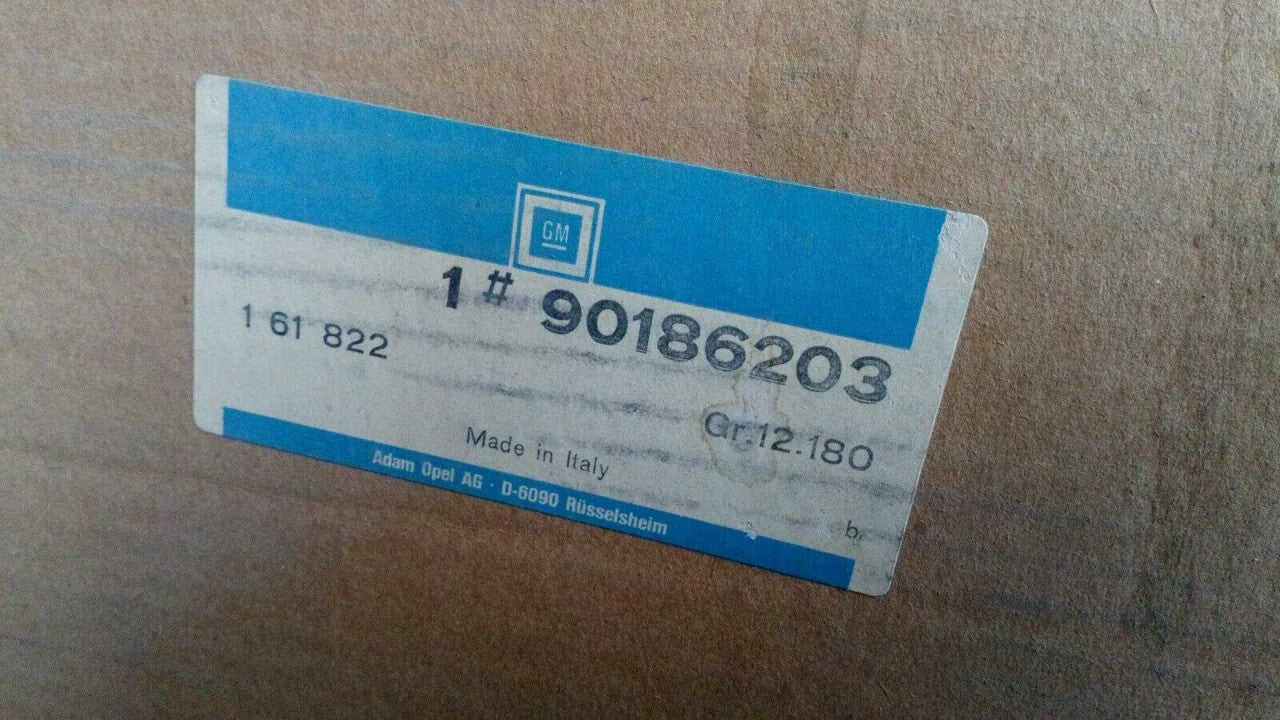 GM
1 # 90186203
1 61 822
Gr.12.180
Made in Italy
Adam Opel AG · D-6090 Rüsselsheim
b